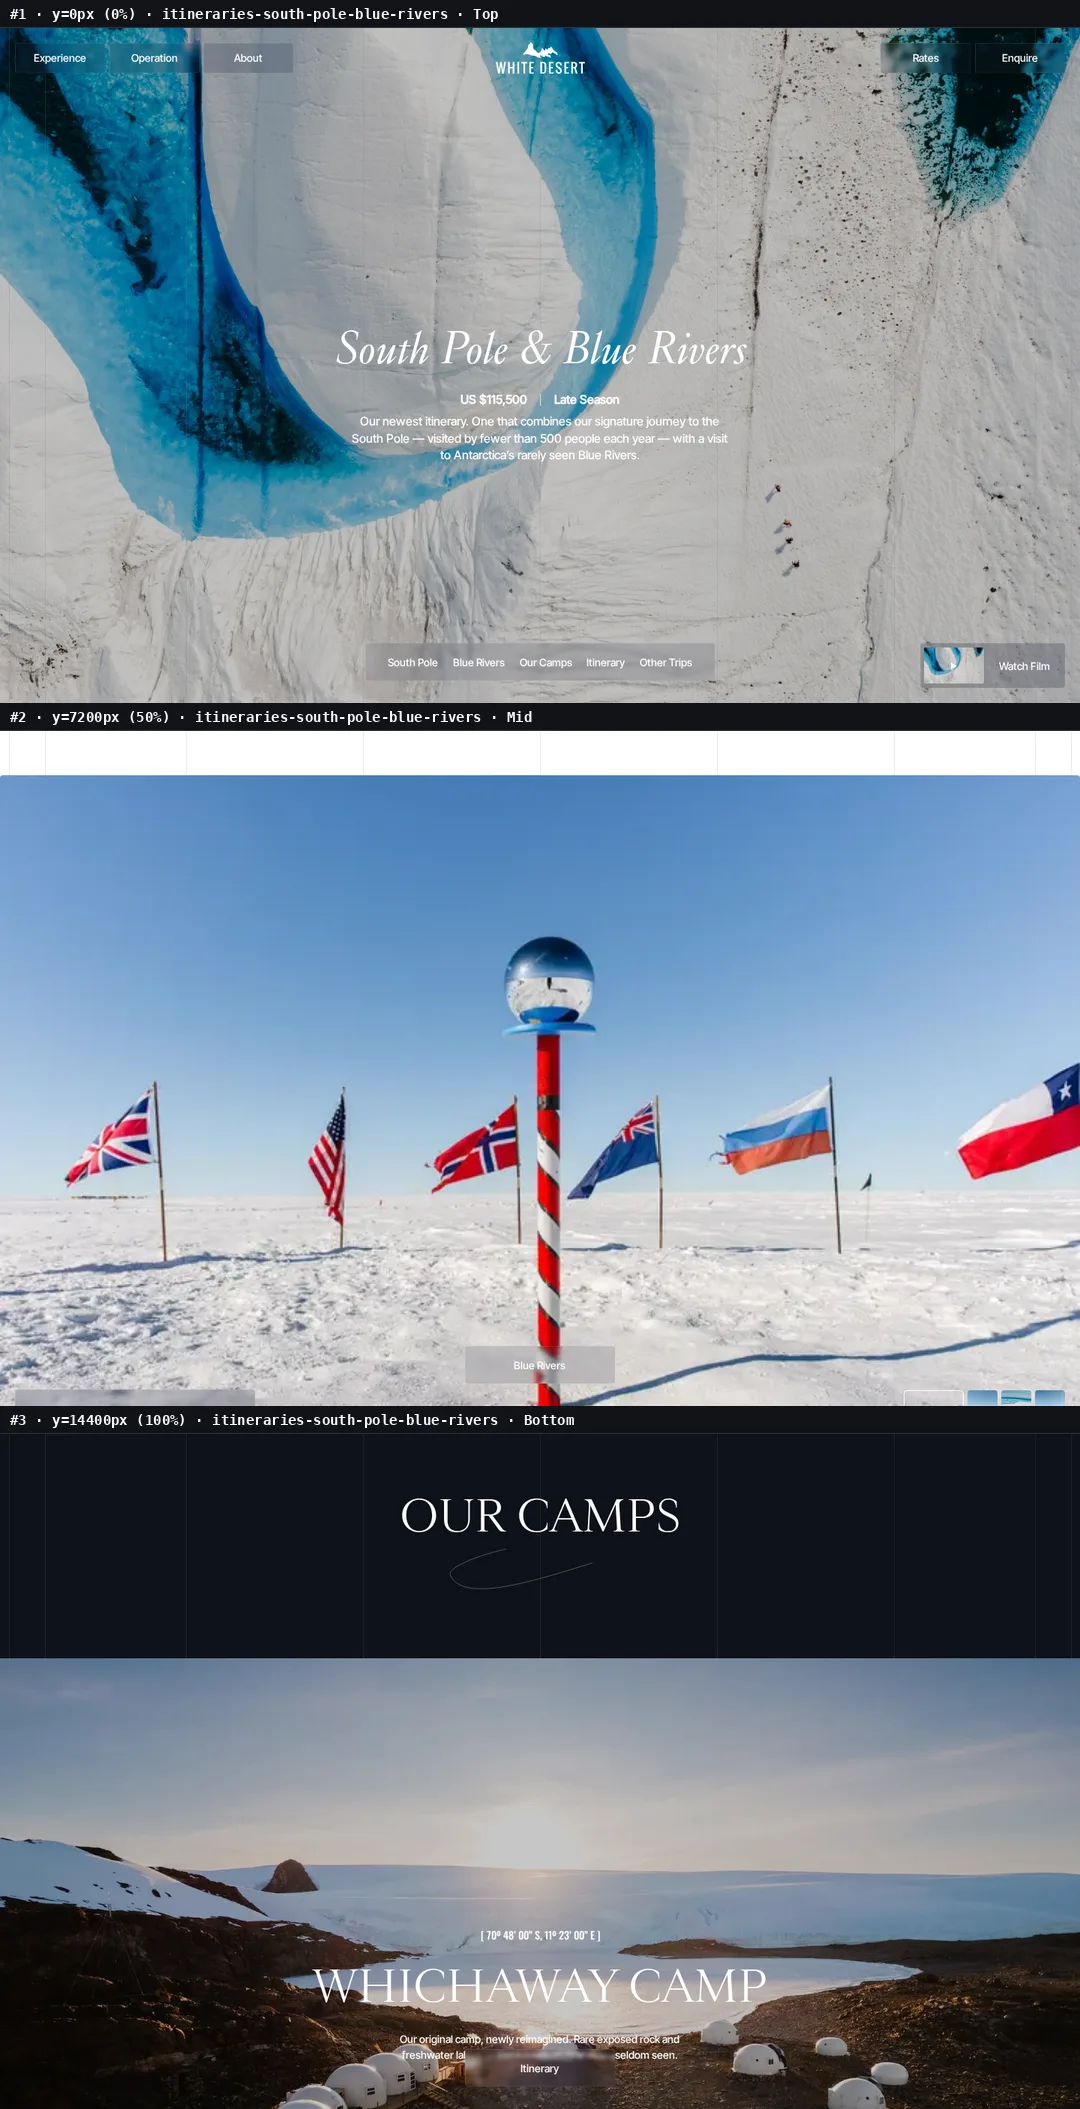 #1 · y=0px (0%) · itineraries-south-pole-blue-rivers · Top
Experience Operation About WHITE DESERT Rates Enquire
South Pole & Blue Rivers
US $115,500 | Late Season
Our newest itinerary. One that combines our signature journey to the
South Pole — visited by fewer than 500 people each year — with a visit
to Antarctica's rarely seen Blue Rivers.
South Pole Blue Rivers Our Camps Itinerary Other Trips
Watch Film
#2 · y=7200px (50%) · itineraries-south-pole-blue-rivers · Mid
Blue Rivers
#3 · y=14400px (100%) · itineraries-south-pole-blue-rivers · Bottom
OUR CAMPS
[ 70º 48' 00" S, 11º 23' 00" E ]
WHICHAWAY CAMP
Our original camp, newly reimagined. Rare exposed rock and
freshwater seldom seen.
Itinerary